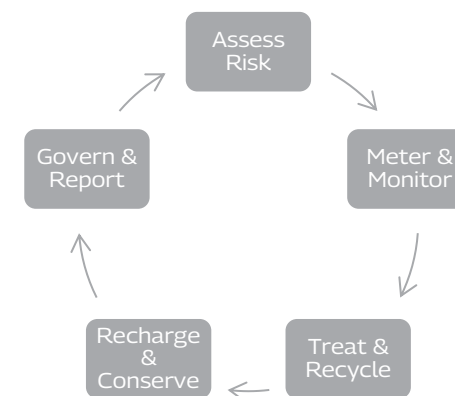 Assess
Risk
Meter &
Monitor
Treat &
Recycle
Recharge
&
Conserve
Govern &
Report